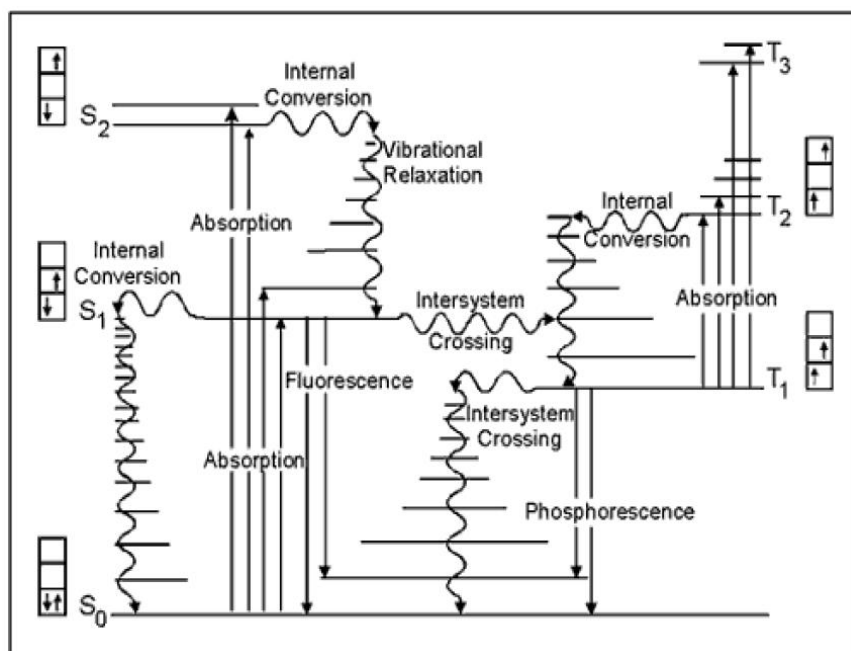 Internal
Conversion
S2
Vibrational
Relaxation
Absorption
T3
Internal
Conversion
T2
Absorption
Internal
Conversion
S1
Intersystem
Crossing
Fluorescence
T1
Intersystem
Crossing
Absorption
Phosphorescence
S0